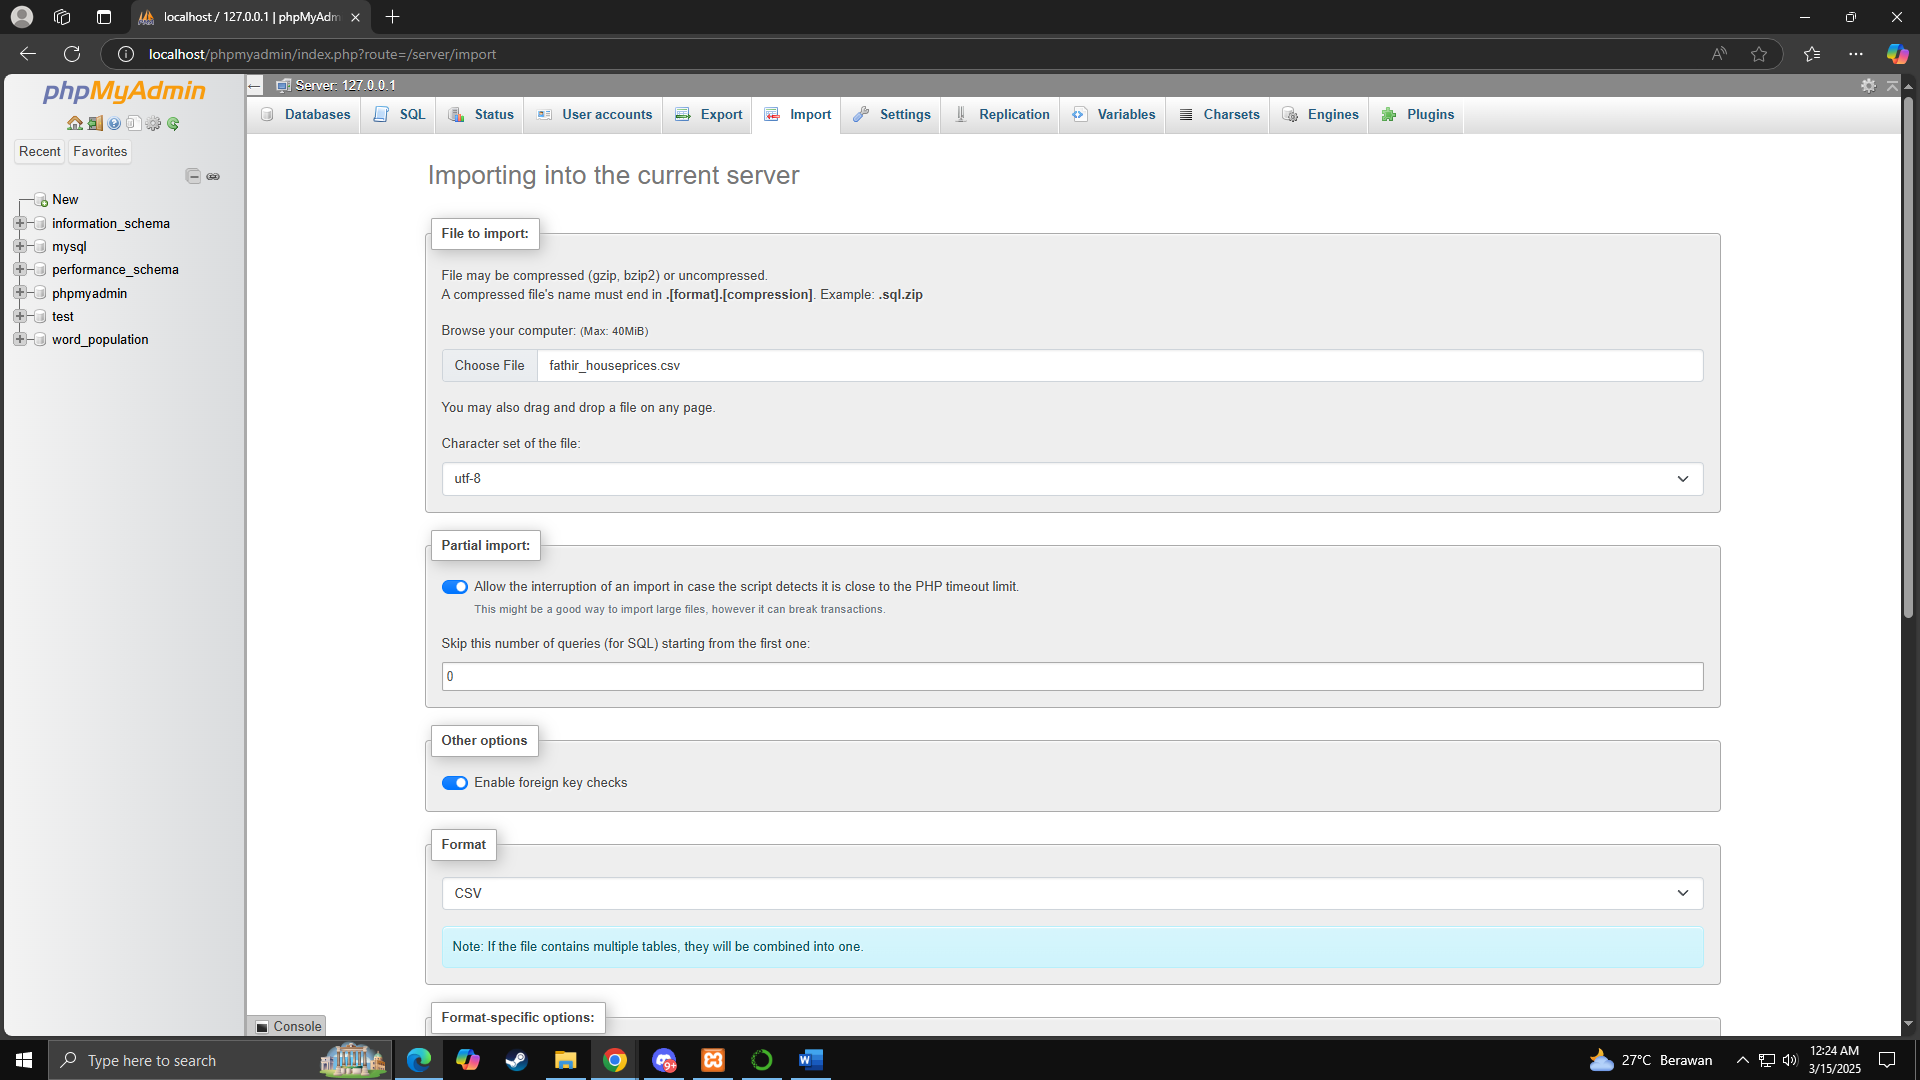 localhost / 127.0.0.1 | phpMyAdm
localhost/phpmyadmin/index.php?route=/server/import
phpMyAdmin
Recent
Favorites
New
information_schema
mysql
performance_schema
phpmyadmin
test
word_population
Server: 127.0.0.1
Databases
SQL
Status
User accounts
Export
Import
Settings
Replication
Variables
Charsets
Engines
Plugins
Importing into the current server
File to import:
File may be compressed (gzip, bzip2) or uncompressed.
A compressed file's name must end in .[format].[compression]. Example: .sql.zip
Browse your computer: (Max: 40MiB)
Choose File
fathir_houseprices.csv
You may also drag and drop a file on any page.
Character set of the file:
utf-8
Partial import:
Allow the interruption of an import in case the script detects it is close to the PHP timeout limit.
This might be a good way to import large files, however it can break transactions.
Skip this number of queries (for SQL) starting from the first one:
0
Other options
Enable foreign key checks
Format
CSV
Note: If the file contains multiple tables, they will be combined into one.
Format-specific options:
Console
Type here to search
9+
27°C Berawan
12:24 AM
3/15/2025